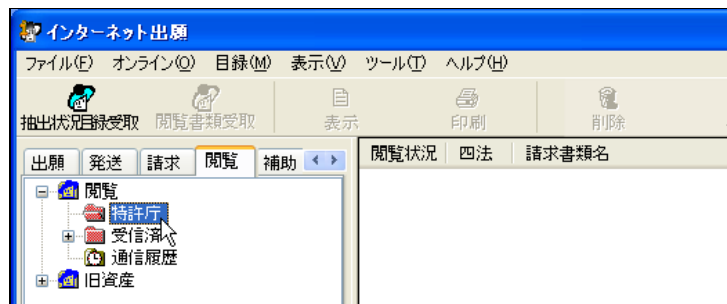 インターネット出願
ファイル(F) オンライン(O) 目録(M) 表示(V) ツール(T) ヘルプ(H)
抽出状況目録受取 閲覧書類受取 表示 印刷 削除
出願 発送 請求 閲覧 補助
閲覧状況 四法 請求書類名
閲覧
特許庁
受信済
通信履歴
旧資産